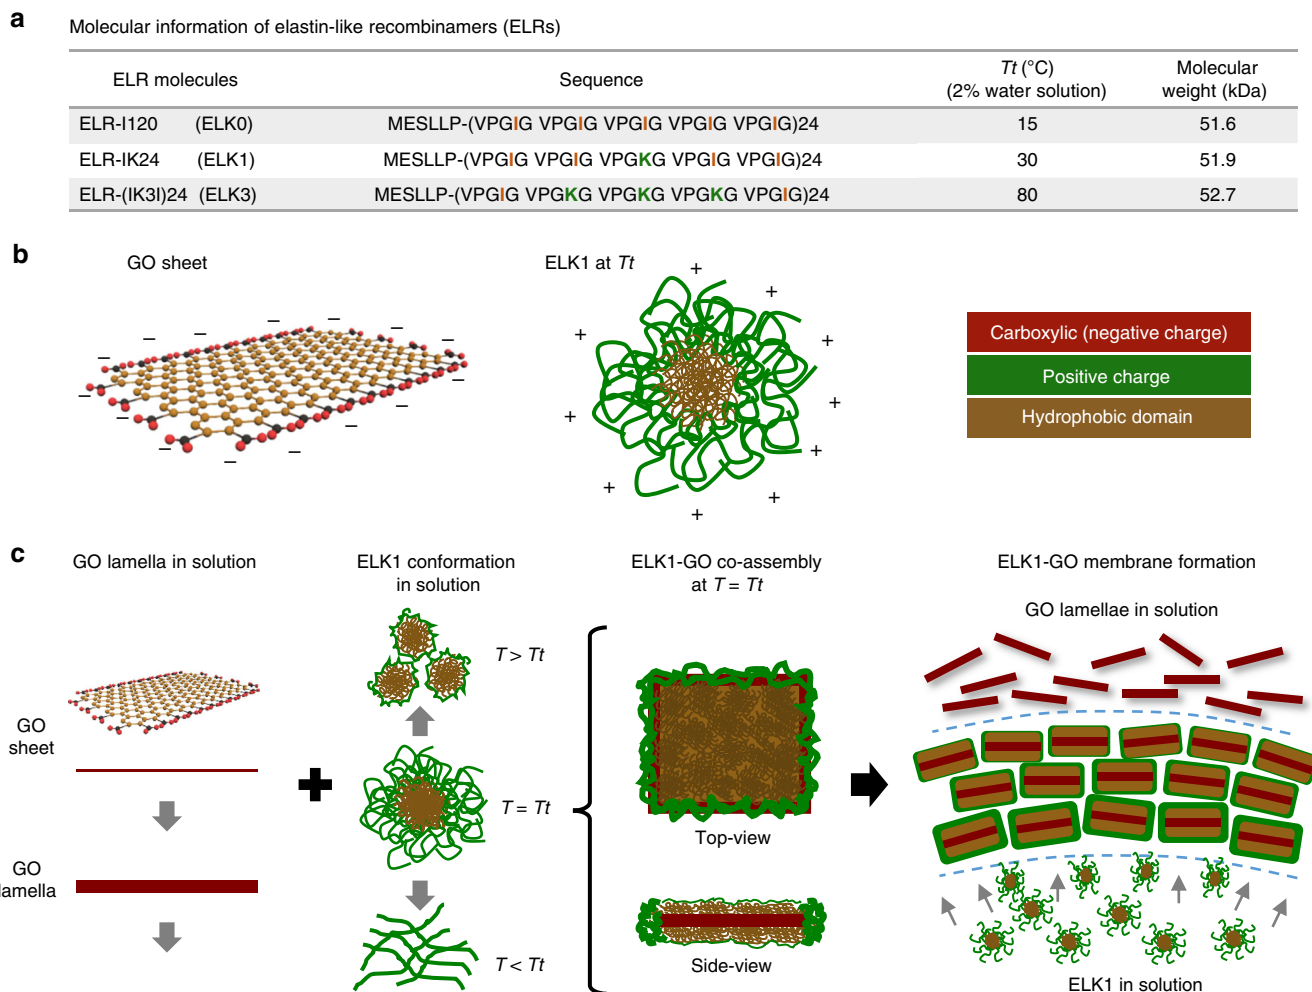 a
Molecular information of elastin-like recombinamers (ELRs)
ELR molecules
Sequence
Tt (°C)
(2% water solution)
Molecular
weight (kDa)
ELR-I120 (ELK0) MESLLP-(VPGIG VPGIG VPGIG VPGIG VPGIG)24 15 51.6
ELR-IK24 (ELK1) MESLLP-(VPGIG VPGIG VPGKG VPGIG VPGIG)24 30 51.9
ELR-(IK3I)24 (ELK3) MESLLP-(VPGIG VPGKG VPGKG VPGKG VPGIG)24 80 52.7
b
GO sheet
− − − − − − − − − − − − −
ELK1 at Tt
+ + + + + + + + + + +
Carboxylic (negative charge)
Positive charge
Hydrophobic domain
c
GO lamella in solution
GO
sheet
GO
lamella
ELK1 conformation
in solution
T > Tt
T = Tt
T < Tt
ELK1-GO co-assembly
at T = Tt
Top-view
Side-view
ELK1-GO membrane formation
GO lamellae in solution
ELK1 in solution